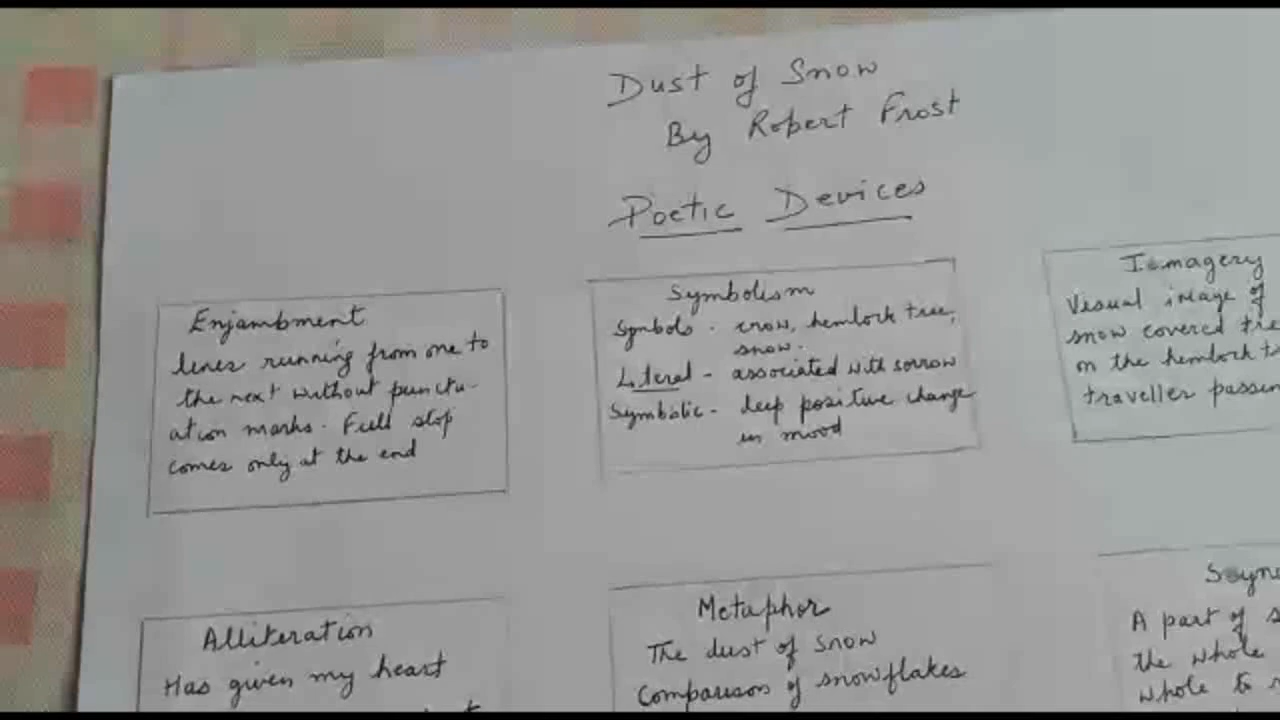 Dust of Snow
By Robert Frost
Poetic Devices
Enjambment
lines running from one to
the next without punctu-
ation marks. Full stop
comes only at the end
Symbolism
Symbols - crow, hemlock tree,
snow.
Literal - associated with sorrow
Symbolic - deep positive change
in mood
Imagery
Visual image of
snow covered tre
on the hemlock t
traveller passin
Alliteration
Has given my heart
Metaphor
The dust of snow
Comparison of snowflakes
Syne
A part of s
the whole
whole to r